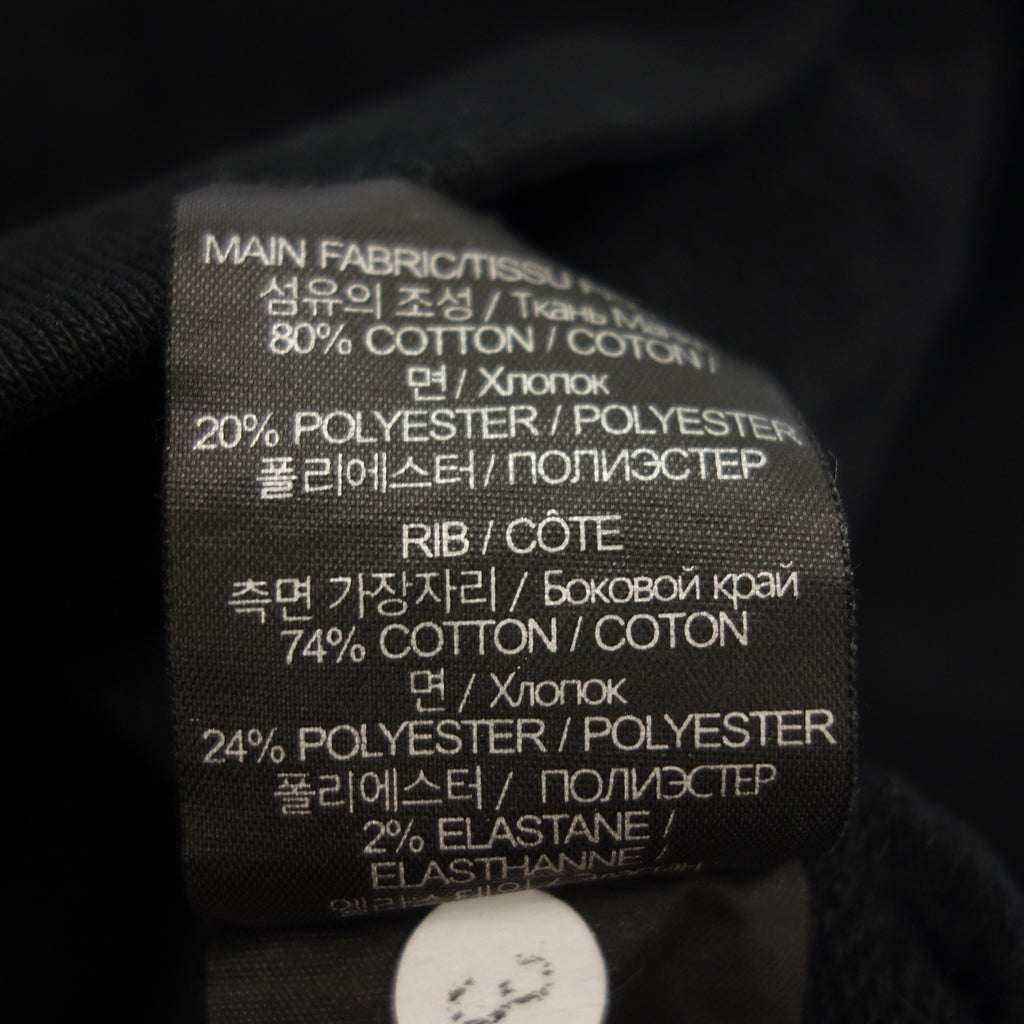 MAIN FABRIC/TISSU
섬유의 조성 / Ткань
80% COTTON / COTON /
면 / Хлопок
20% POLYESTER / POLYESTER
폴리에스터 / ПОЛИЭСТЕР
RIB / CÔTE
측면 가장자리 / Боковой край
74% COTTON / COTON
면 / Хлопок
24% POLYESTER / POLYESTER
폴리에스터 / ПОЛИЭСТЕР
2% ELASTANE /
ELASTHANNE /